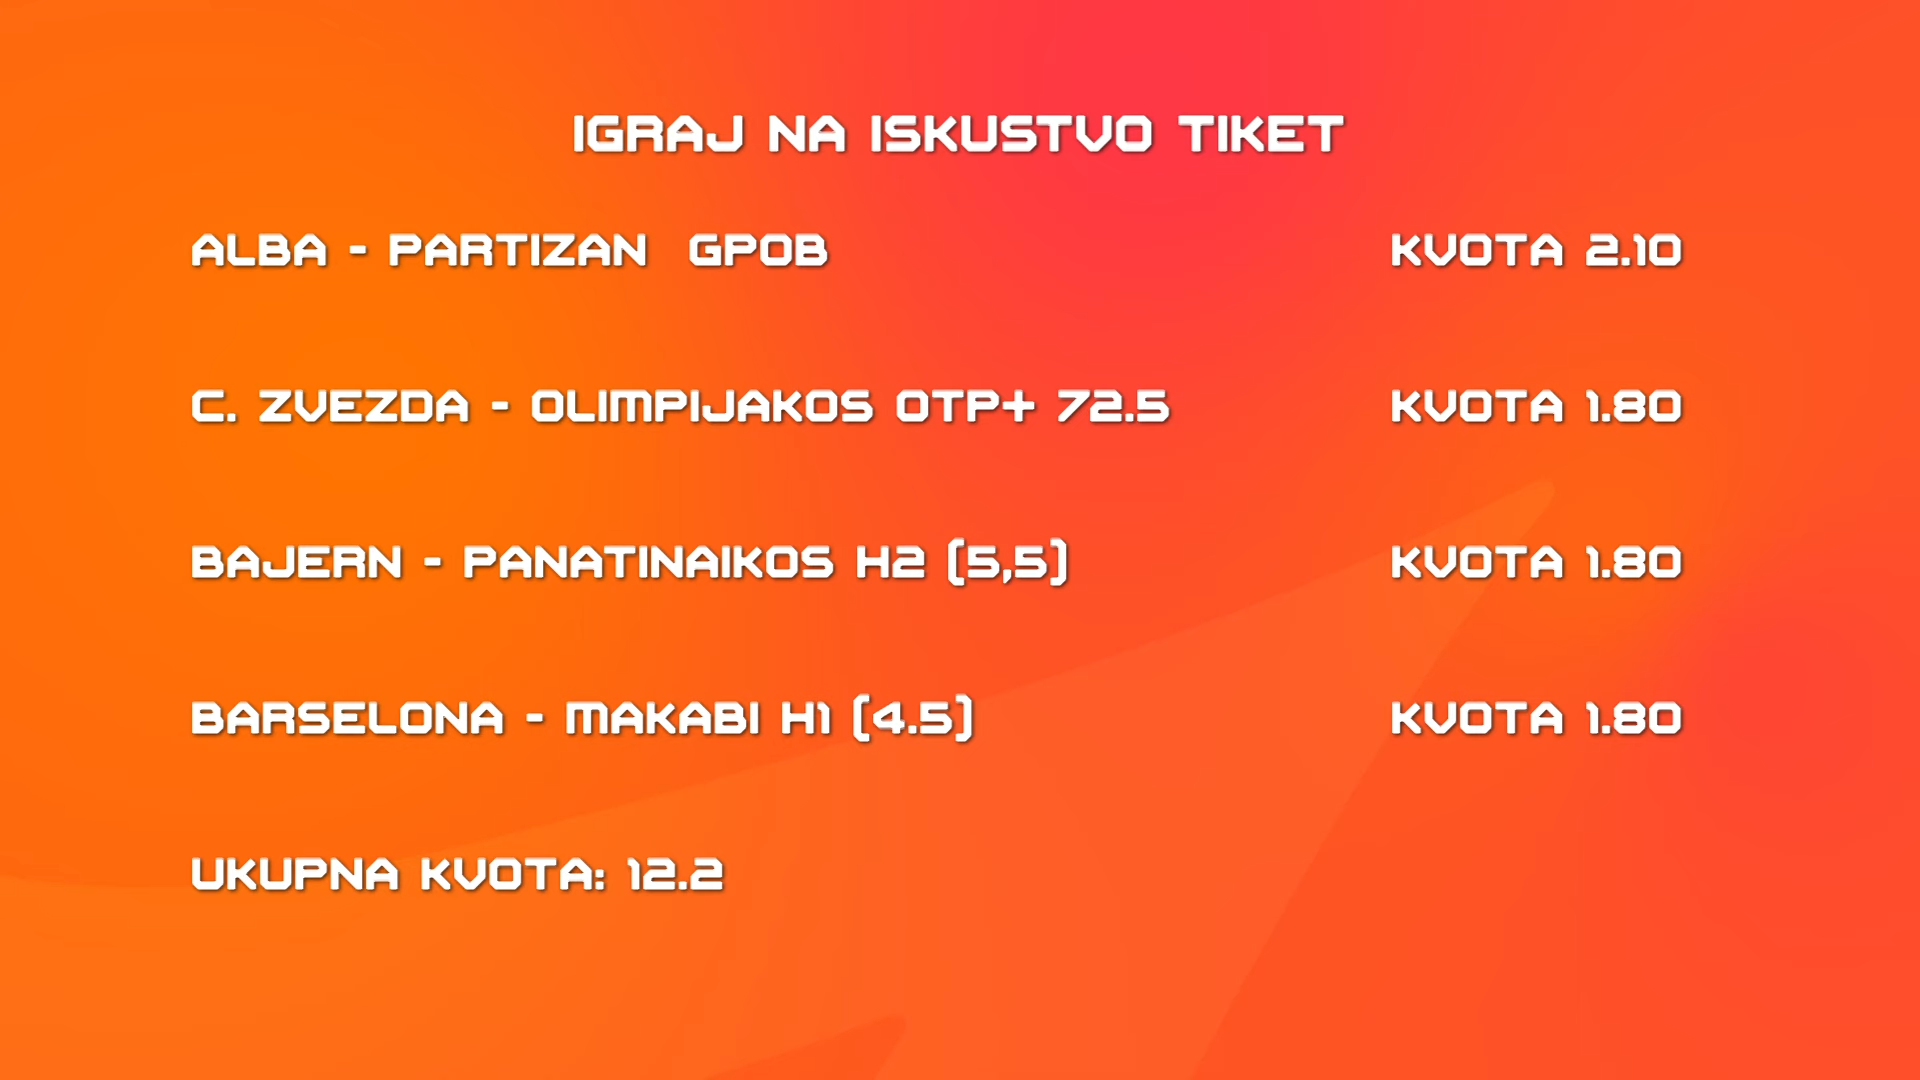 IGRAJ NA ISKUSTVO TIKET
ALBA - PARTIZAN GPOB KVOTA 2.10
C. ZVEZDA - OLIMPIJAKOS OTP+ 72.5 KVOTA 1.80
BAJERN - PANATINAIKOS H2 (5,5) KVOTA 1.80
BARSELONA - MAKABI H1 (4.5) KVOTA 1.80
UKUPNA KVOTA: 12.2